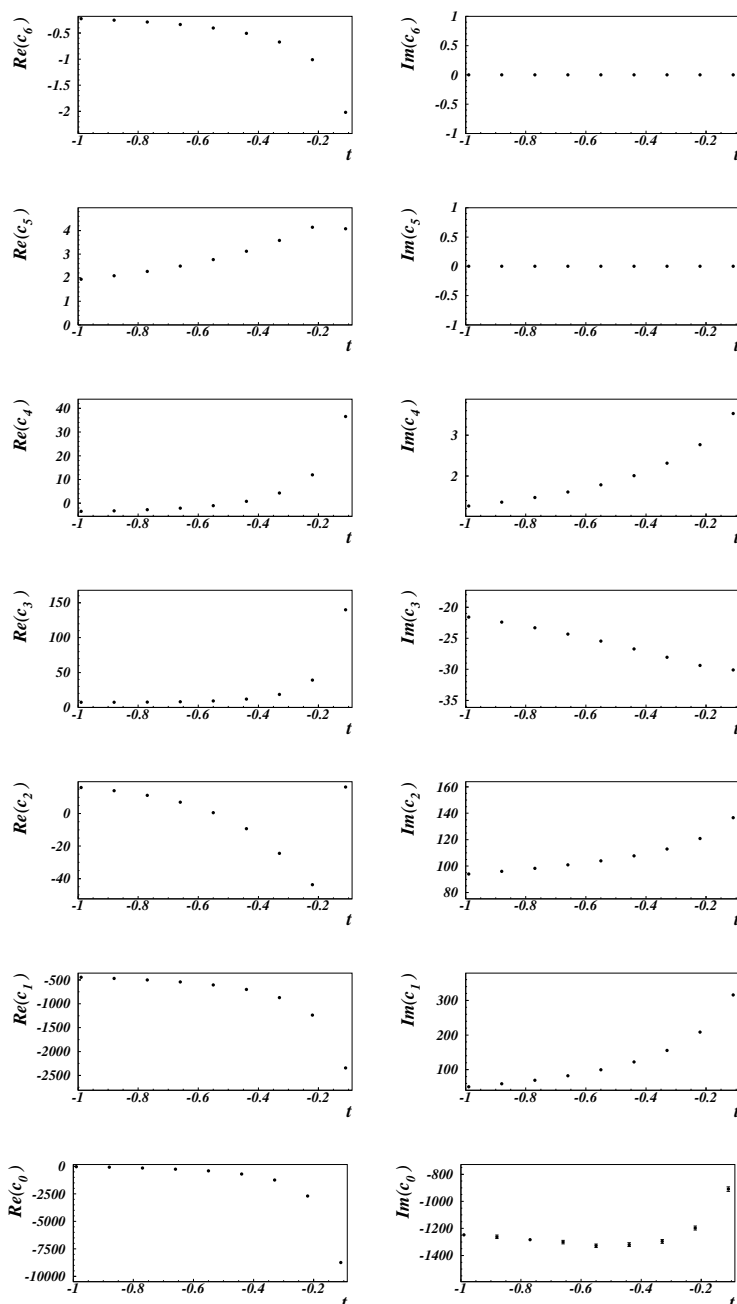 Re(c6)
-0.5
-1
-1.5
-2
-1 -0.8 -0.6 -0.4 -0.2
t
Im(c6)
1
0.5
0
-0.5
-1
-1 -0.8 -0.6 -0.4 -0.2
t
Re(c5)
4
3
2
1
0
-1 -0.8 -0.6 -0.4 -0.2
t
Im(c5)
1
0.5
0
-0.5
-1
-1 -0.8 -0.6 -0.4 -0.2
t
Re(c4)
40
30
20
10
0
-1 -0.8 -0.6 -0.4 -0.2
t
Im(c4)
3
2
-1 -0.8 -0.6 -0.4 -0.2
t
Re(c3)
150
100
50
0
-1 -0.8 -0.6 -0.4 -0.2
t
Im(c3)
-20
-25
-30
-35
-1 -0.8 -0.6 -0.4 -0.2
t
Re(c2)
0
-20
-40
-1 -0.8 -0.6 -0.4 -0.2
t
Im(c2)
160
140
120
100
80
-1 -0.8 -0.6 -0.4 -0.2
t
Re(c1)
-500
-1000
-1500
-2000
-2500
-1 -0.8 -0.6 -0.4 -0.2
t
Im(c1)
300
200
100
-1 -0.8 -0.6 -0.4 -0.2
t
Re(c0)
0
-2500
-5000
-7500
-10000
-1 -0.8 -0.6 -0.4 -0.2
t
Im(c0)
-800
-1000
-1200
-1400
-1 -0.8 -0.6 -0.4 -0.2
t